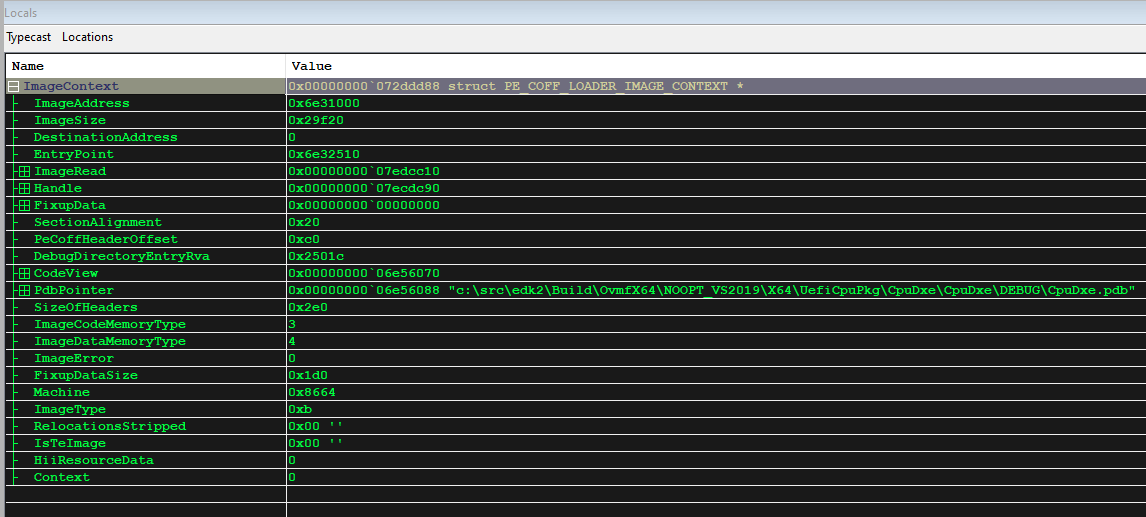 Locals
Typecast Locations
Name Value
ImageContext 0x00000000`072ddd88 struct PE_COFF_LOADER_IMAGE_CONTEXT *
ImageAddress 0x6e31000
ImageSize 0x29f20
DestinationAddress 0
EntryPoint 0x6e32510
ImageRead 0x00000000`07edcc10
Handle 0x00000000`07ecdc90
FixupData 0x00000000`00000000
SectionAlignment 0x20
PeCoffHeaderOffset 0xc0
DebugDirectoryEntryRva 0x2501c
CodeView 0x00000000`06e56070
PdbPointer 0x00000000`06e56088 "c:\src\edk2\Build\OvmfX64\NOOPT_VS2019\X64\UefiCpuPkg\CpuDxe\CpuDxe\DEBUG\CpuDxe.pdb"
SizeOfHeaders 0x2e0
ImageCodeMemoryType 3
ImageDataMemoryType 4
ImageError 0
FixupDataSize 0x1d0
Machine 0x8664
ImageType 0xb
RelocationsStripped 0x00 ''
IsTeImage 0x00 ''
HiiResourceData 0
Context 0